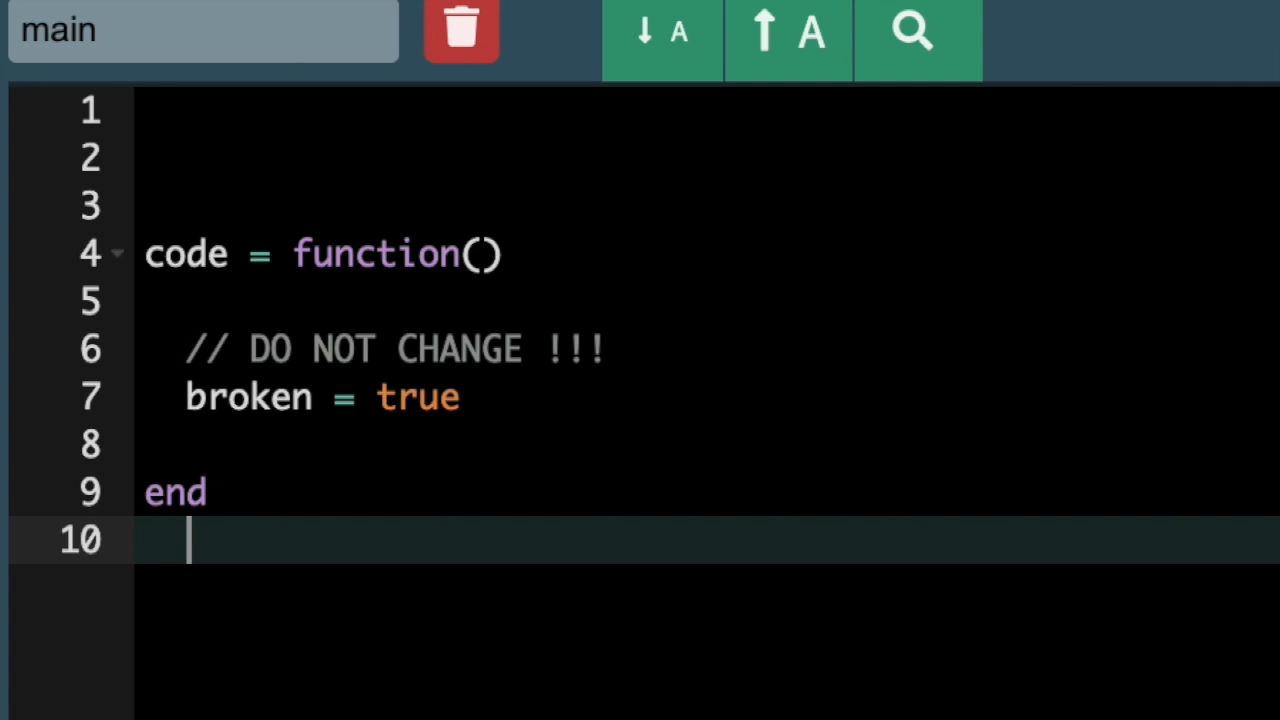 main
A
A
1
2
3
4 code = function()
5
6 // DO NOT CHANGE !!!
7 broken = true
8
9 end
10